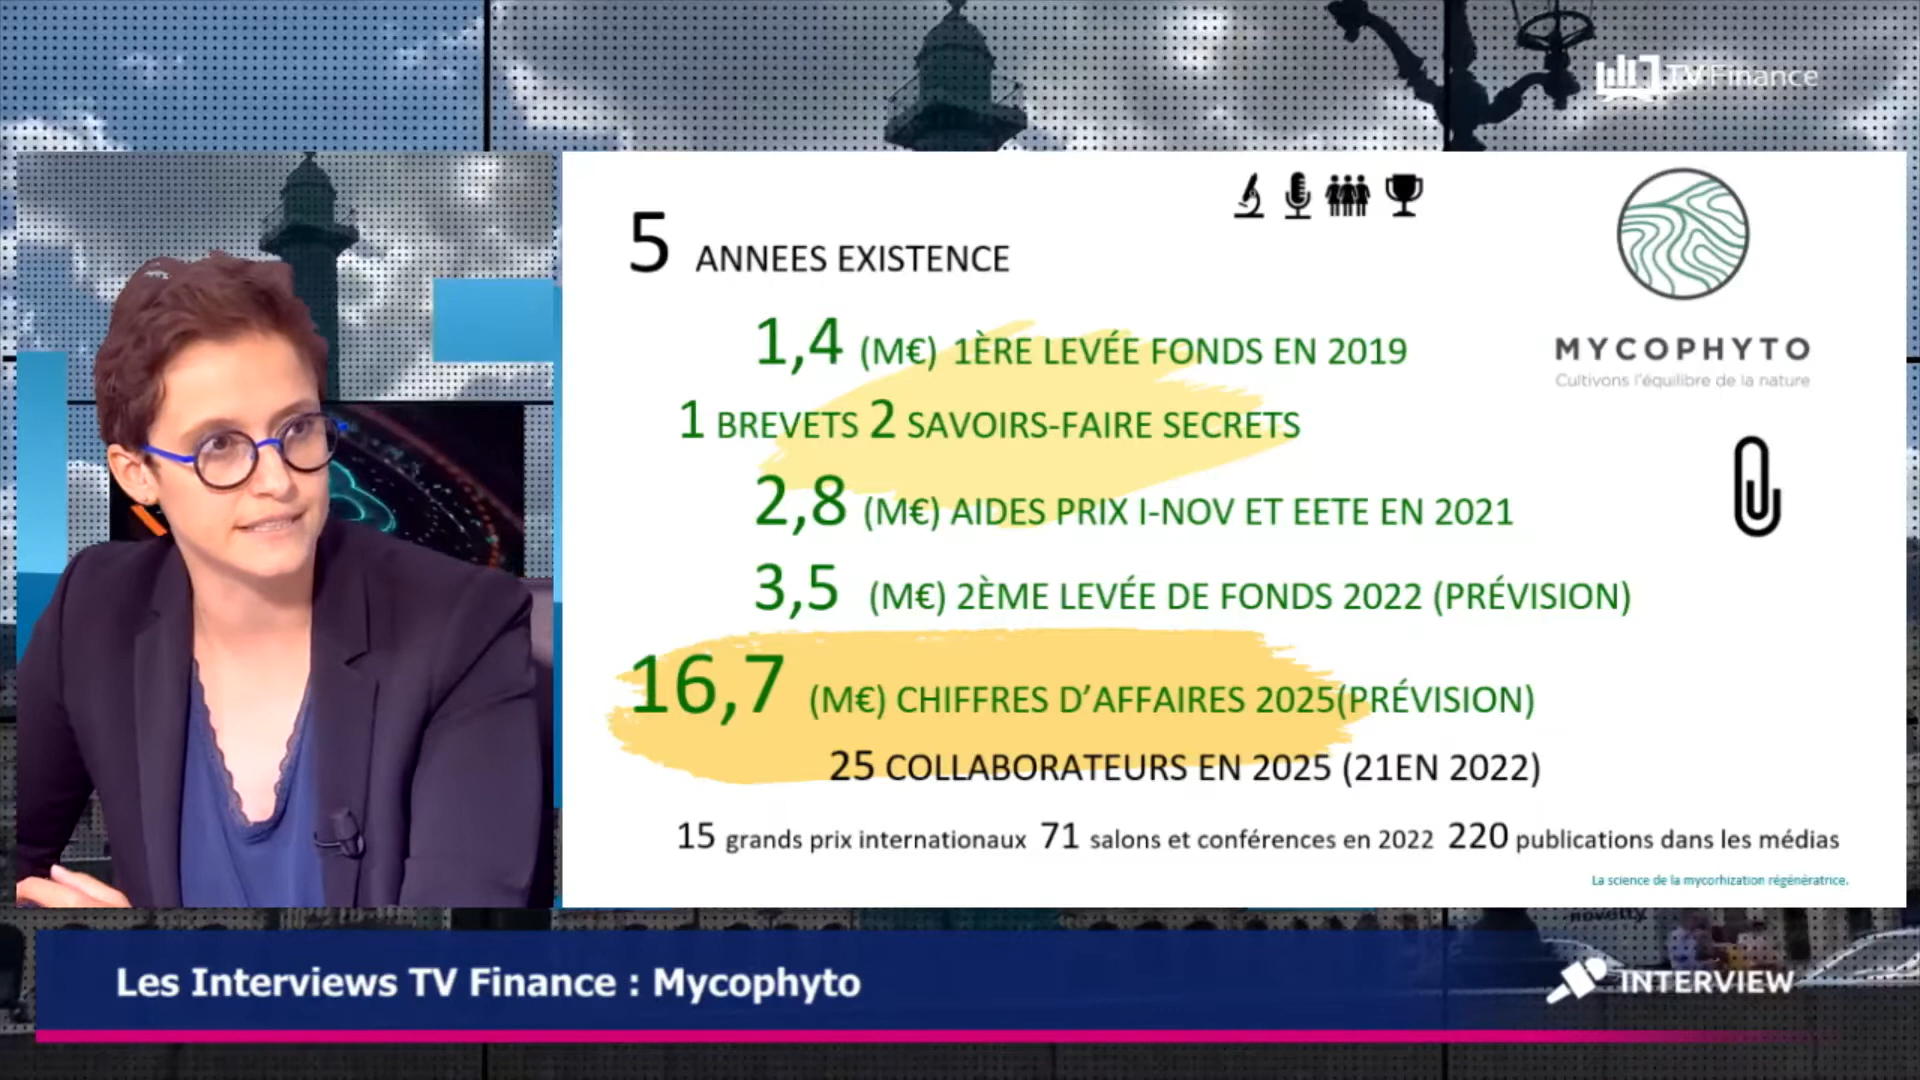 TV Finance
5 ANNEES EXISTENCE
1,4 (M€) 1ÈRE LEVÉE FONDS EN 2019
1 BREVETS 2 SAVOIRS-FAIRE SECRETS
2,8 (M€) AIDES PRIX I-NOV ET EETE EN 2021
3,5 (M€) 2ÈME LEVÉE DE FONDS 2022 (PRÉVISION)
16,7 (M€) CHIFFRES D’AFFAIRES 2025(PRÉVISION)
25 COLLABORATEURS EN 2025 (21EN 2022)
15 grands prix internationaux 71 salons et conférences en 2022 220 publications dans les médias
La science de la mycorhization régénératrice.
MYCOPHYTO
Cultivons l'équilibre de la nature
novelty
Les Interviews TV Finance : Mycophyto
INTERVIEW